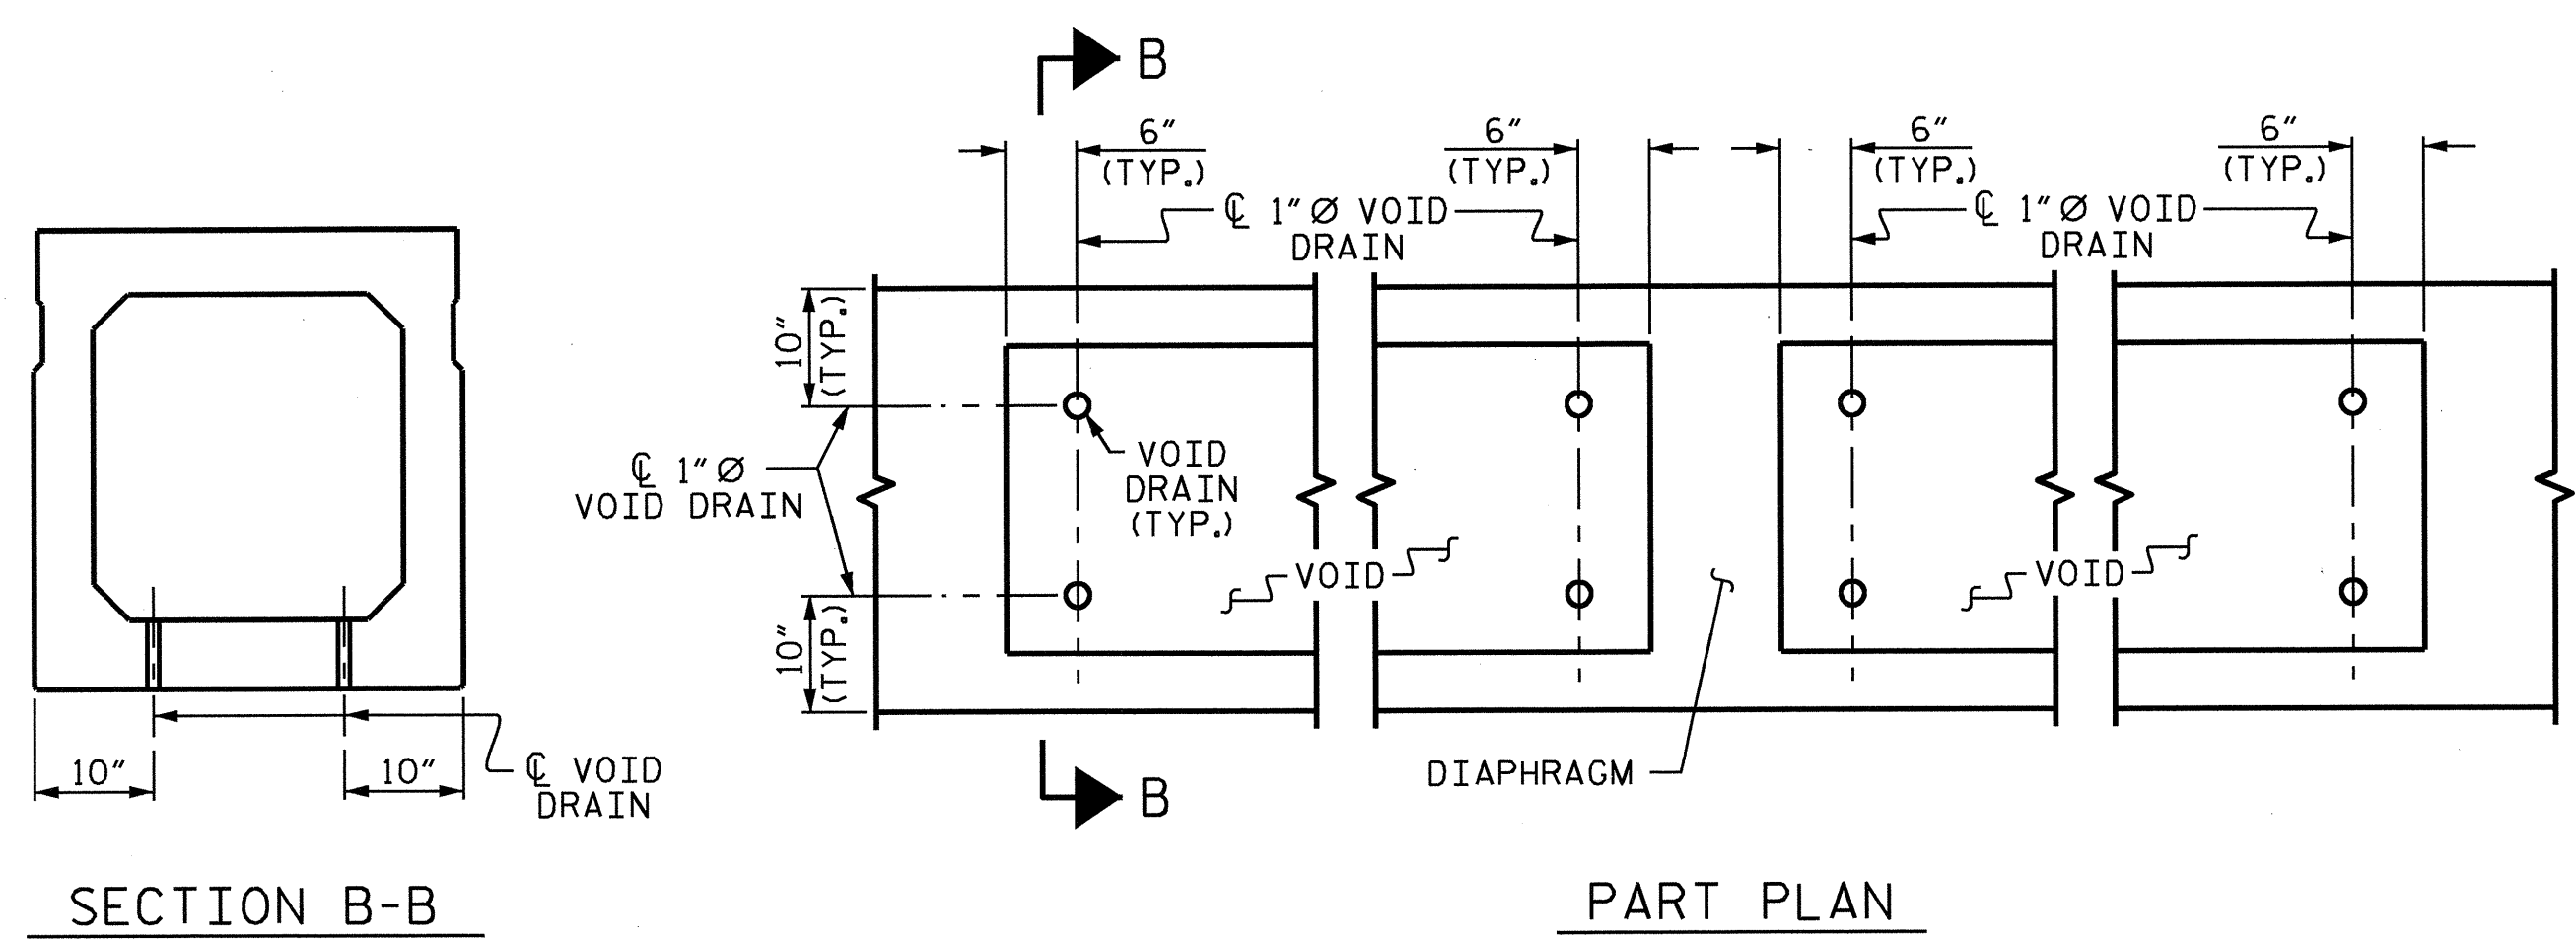 B
6"
(TYP.)
6"
(TYP.)
6"
(TYP.)
6"
(TYP.)
℄ 1"Ø VOID
DRAIN
℄ 1"Ø VOID
DRAIN
10"
(TYP.)
℄ 1"Ø
VOID DRAIN
VOID
DRAIN
(TYP.)
VOID
VOID
10"
(TYP.)
DIAPHRAGM
B
10"
10"
℄ VOID
DRAIN
SECTION B-B
PART PLAN